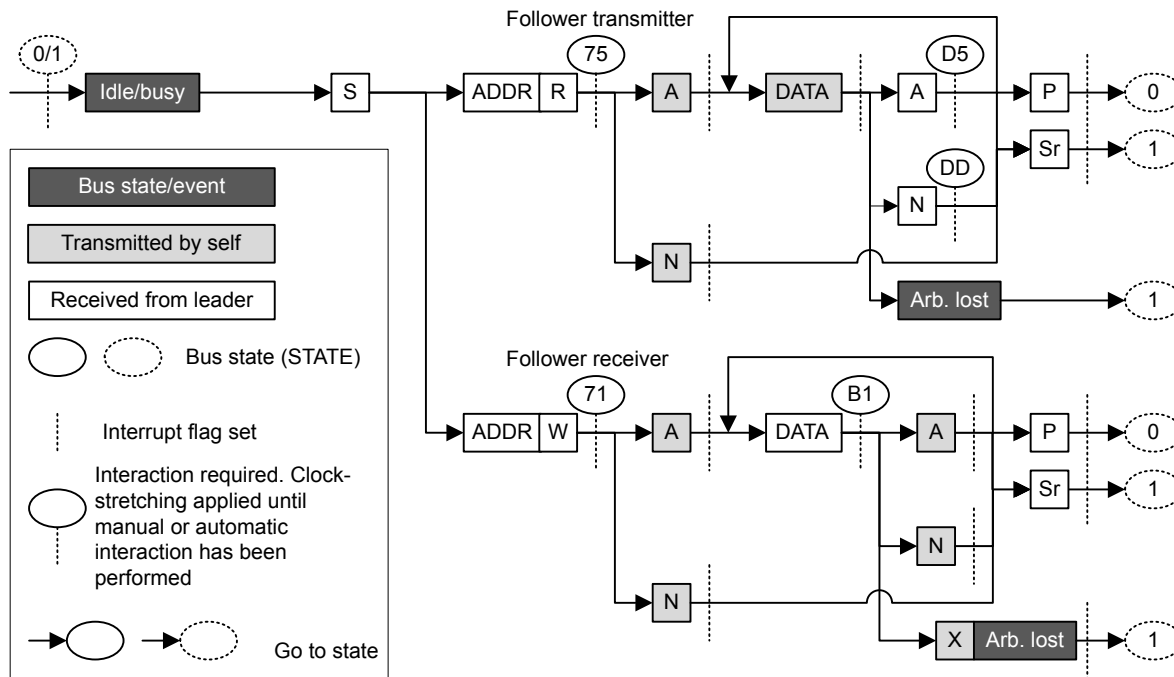 Follower transmitter
0/1
75
D5
Idle/busy
S
ADDR R
A
DATA
A
P
0
Sr
1
DD
N
N
Arb. lost
1
Bus state/event
Transmitted by self
Received from leader
Bus state (STATE)
Interrupt flag set
Interaction required. Clock-
stretching applied until
manual or automatic
interaction has been
performed
Go to state
Follower receiver
71
B1
ADDR W
A
DATA
A
P
0
Sr
1
N
N
X Arb. lost
1